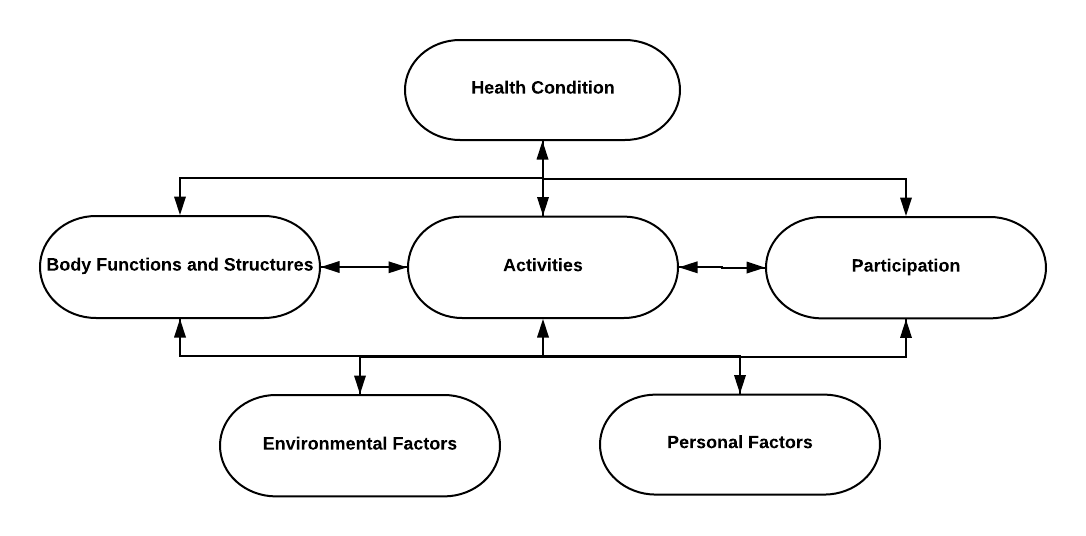 Health Condition
Body Functions and Structures
Activities
Participation
Environmental Factors
Personal Factors